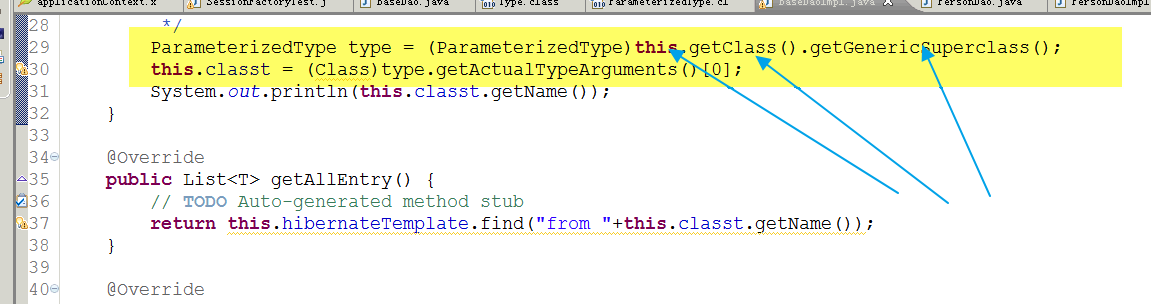 applicationContext.x SessionFactoryTest.j BaseDao.java Type.class ParameterizedType.cl BaseDaoImpl.java PersonDao.java PersonDaoImpl
28 */
29 ParameterizedType type = (ParameterizedType)this.getClass().getGenericSuperclass();
30 this.classt = (Class)type.getActualTypeArguments()[0];
31 System.out.println(this.classt.getName());
32 }
33
34 @Override
35 public List<T> getAllEntry() {
36 // TODO Auto-generated method stub
37 return this.hibernateTemplate.find("from "+this.classt.getName());
38 }
39
40 @Override